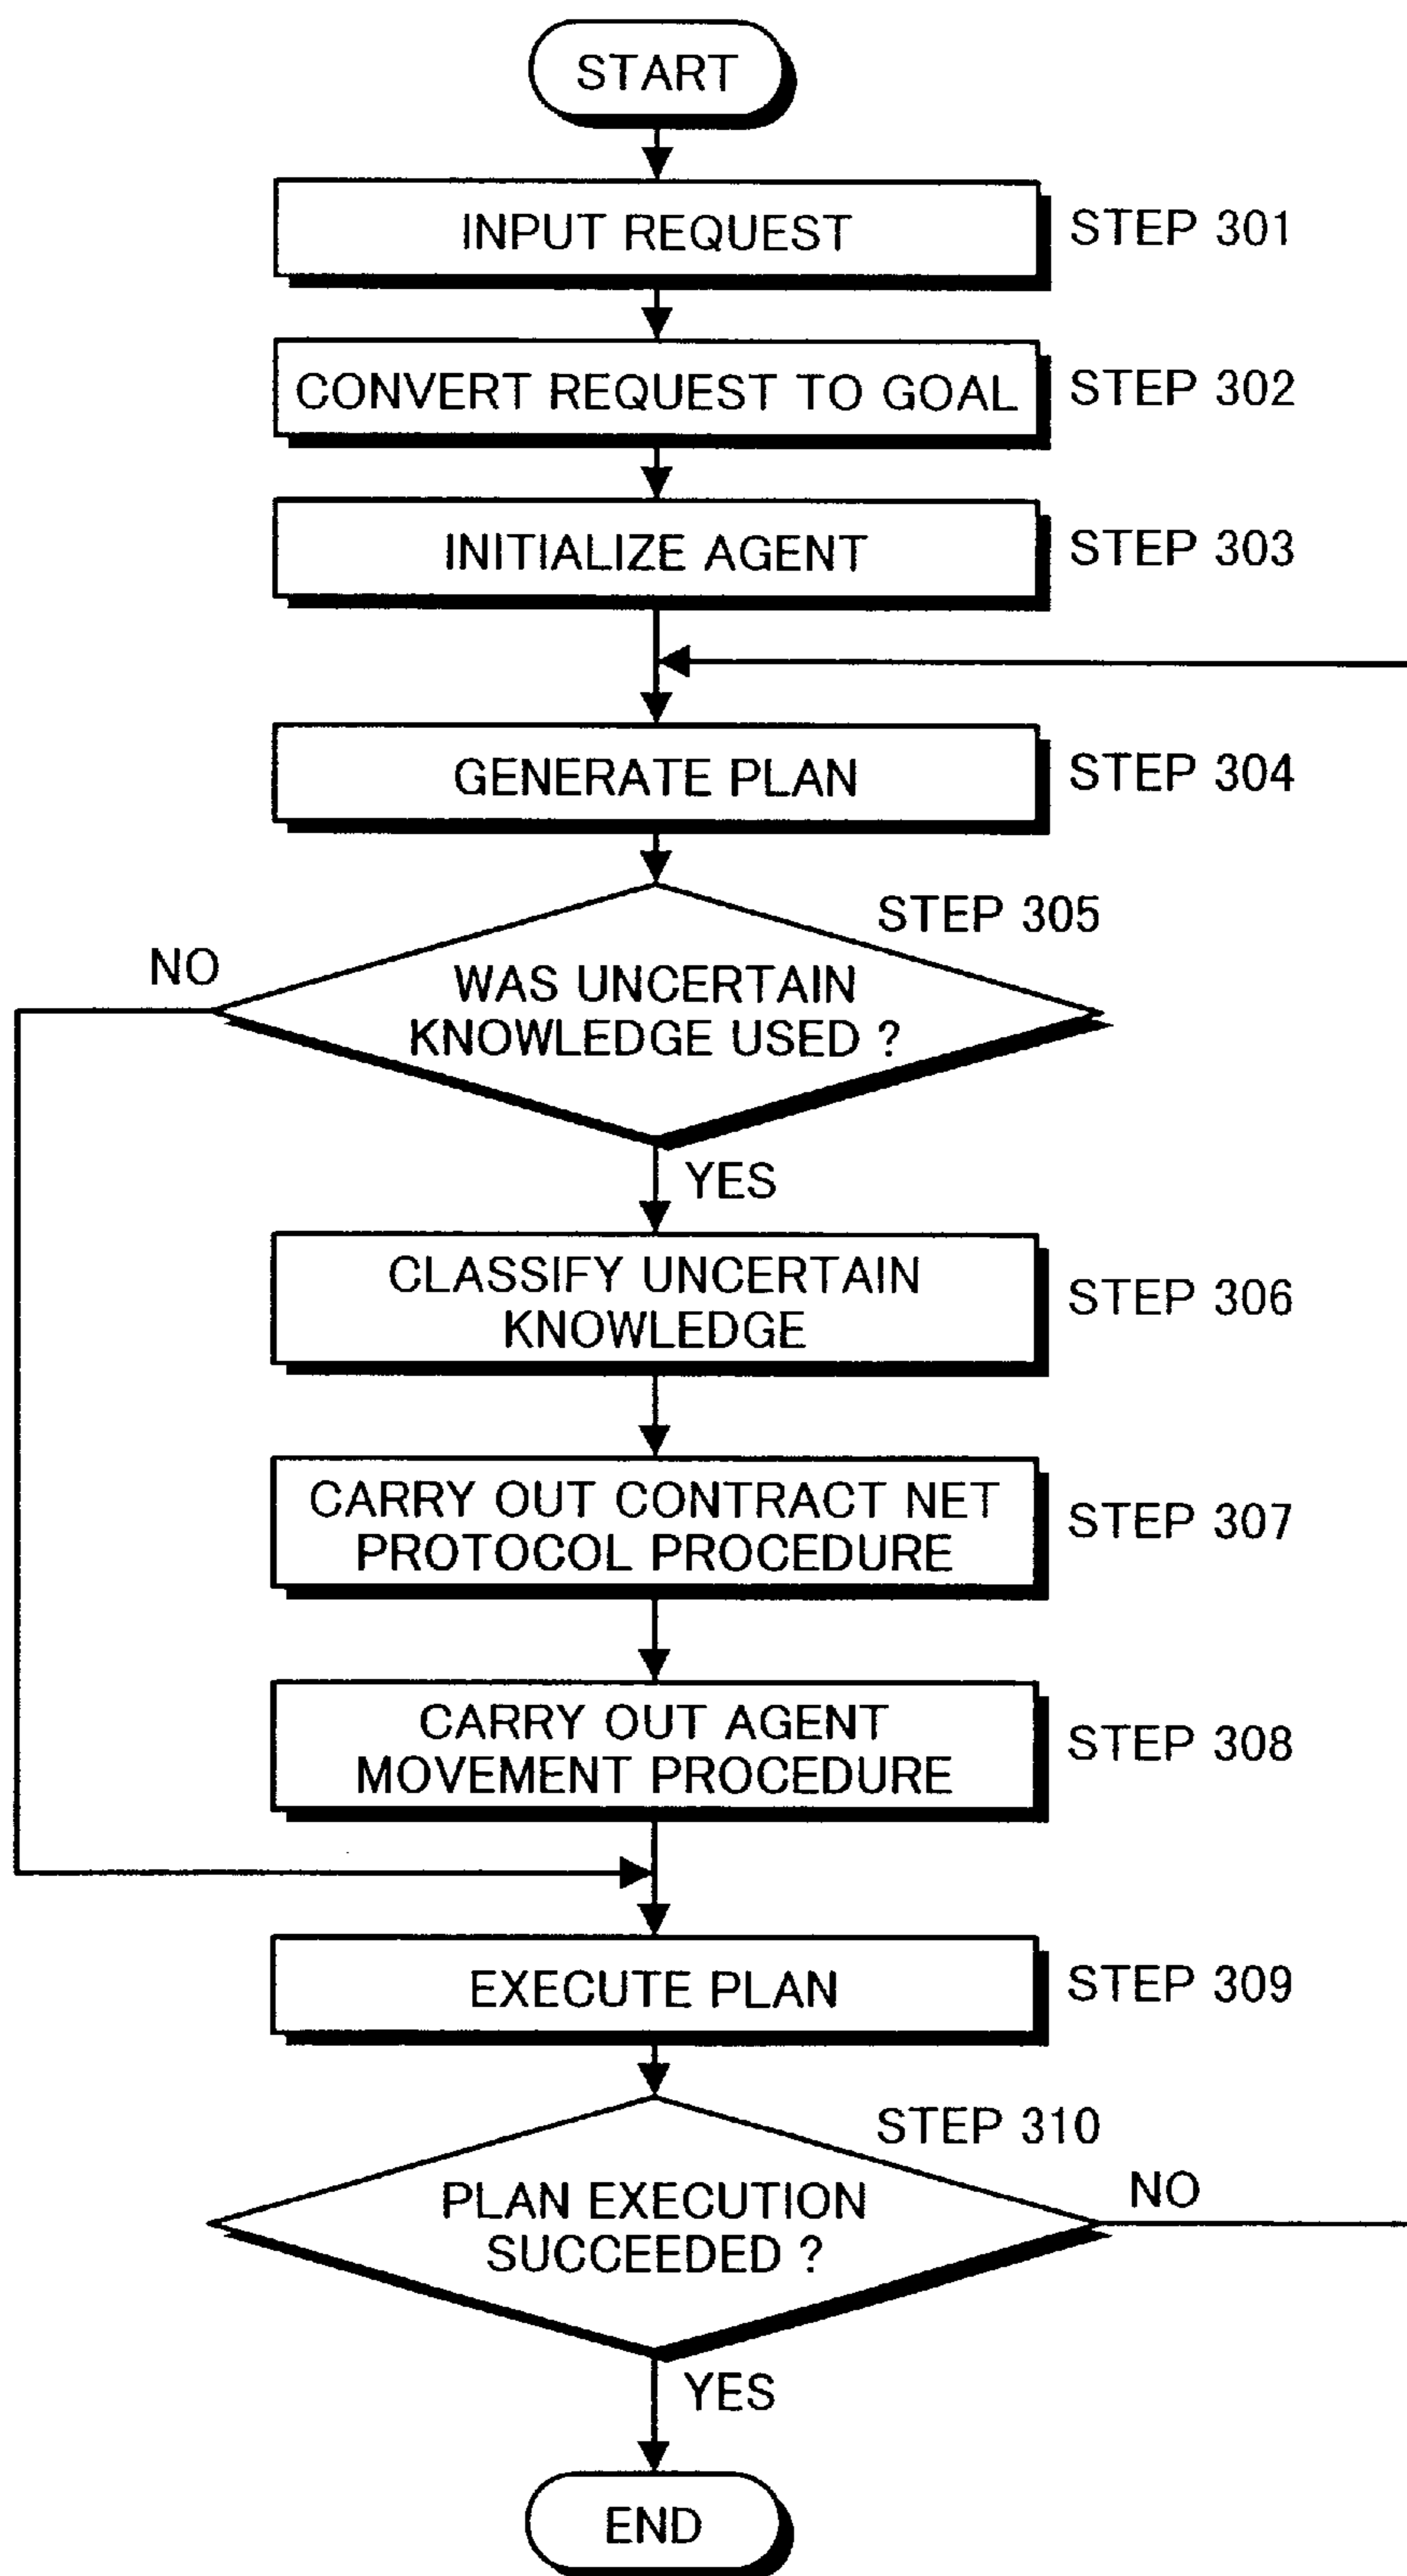 START
INPUT REQUEST
STEP 301
CONVERT REQUEST TO GOAL
STEP 302
INITIALIZE AGENT
STEP 303
GENERATE PLAN
STEP 304
STEP 305
NO
WAS UNCERTAIN
KNOWLEDGE USED ?
YES
CLASSIFY UNCERTAIN
KNOWLEDGE
STEP 306
CARRY OUT CONTRACT NET
PROTOCOL PROCEDURE
STEP 307
CARRY OUT AGENT
MOVEMENT PROCEDURE
STEP 308
EXECUTE PLAN
STEP 309
STEP 310
PLAN EXECUTION
SUCCEEDED ?
NO
YES
END